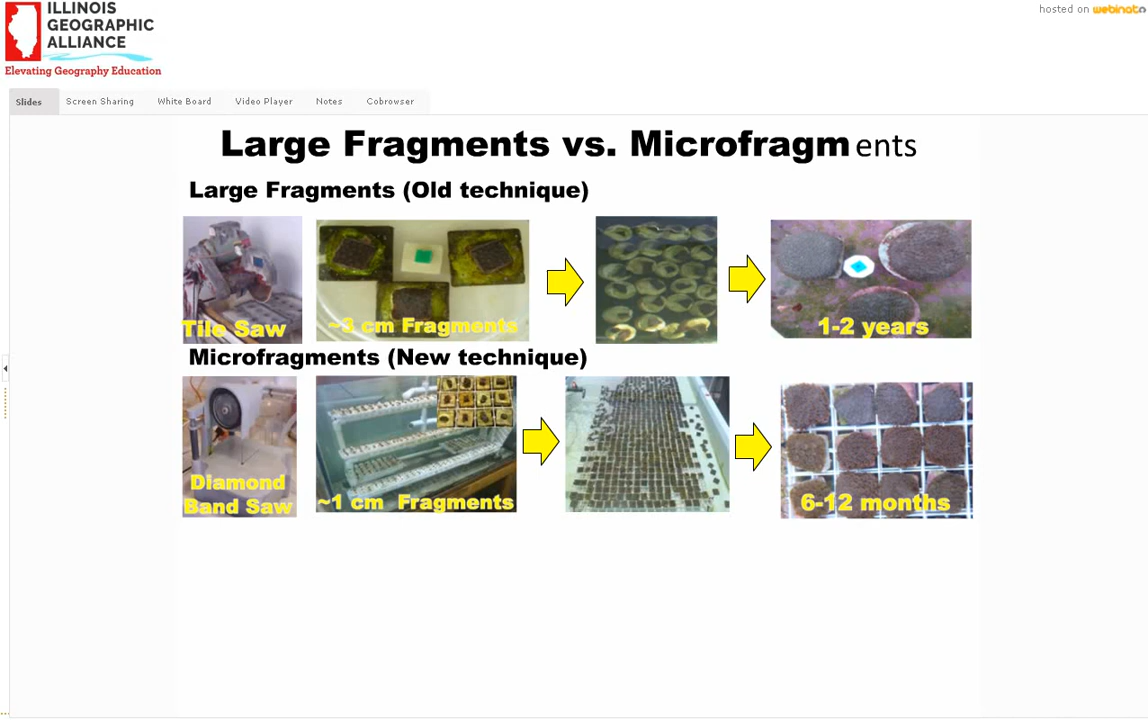 ILLINOIS
GEOGRAPHIC
ALLIANCE
Elevating Geography Education
hosted on webinato
Slides Screen Sharing White Board Video Player Notes Cobrowser
Large Fragments vs. Microfragments
Large Fragments (Old technique)
Tile Saw
~3 cm Fragments
1-2 years
Microfragments (New technique)
Diamond
Band Saw
~1 cm Fragments
6-12 months